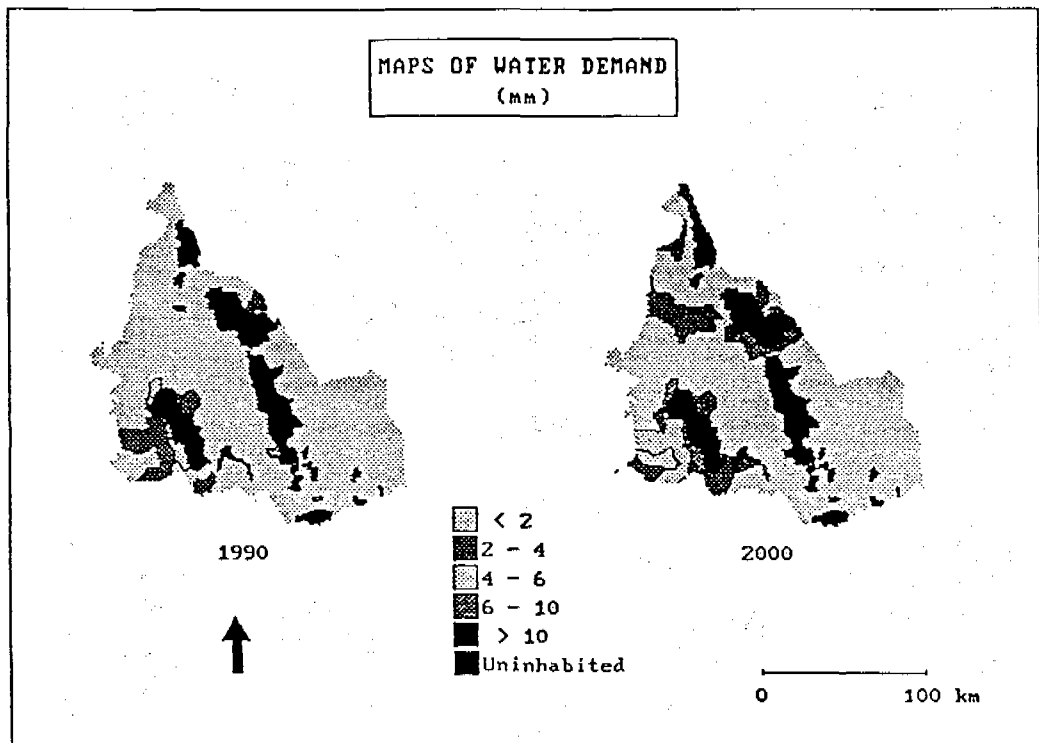 MAPS OF WATER DEMAND
(mm)
1990
2000
< 2
2 - 4
4 - 6
6 - 10
> 10
Uninhabited
0 100 km